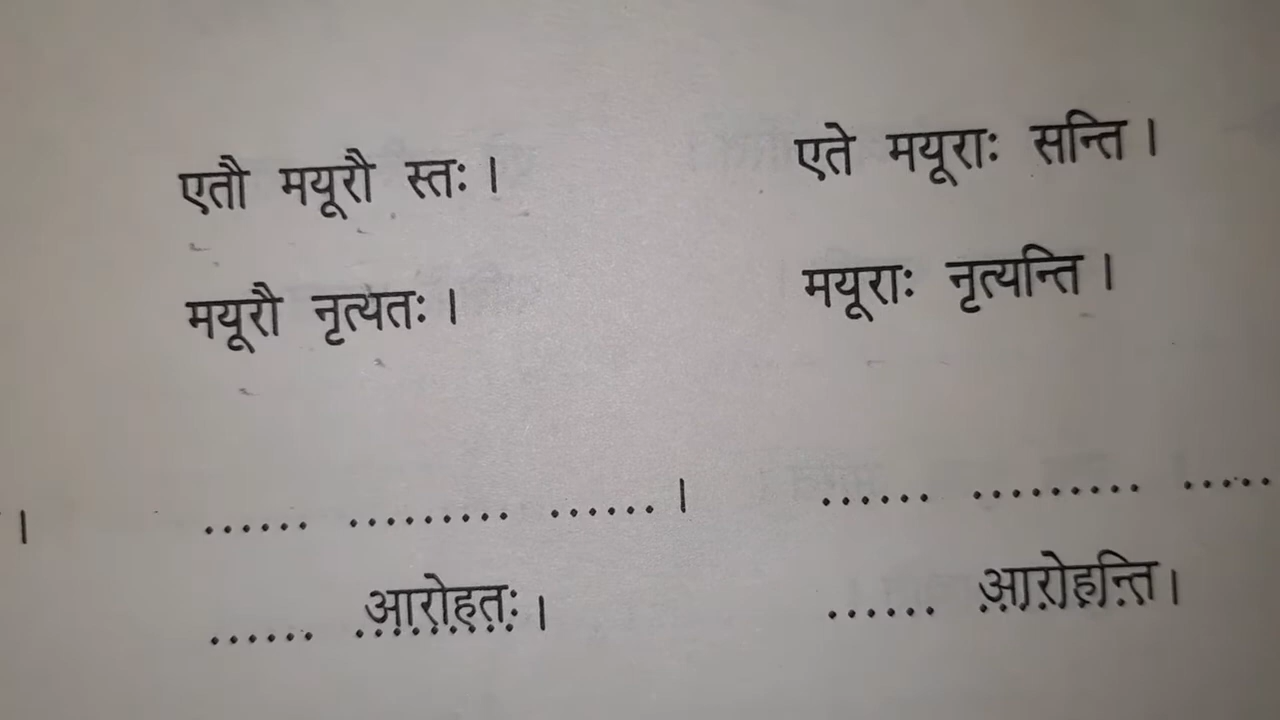 एतौ मयूरौ स्तः ।
एते मयूराः सन्ति ।
मयूरौ नृत्यतः ।
मयूराः नृत्यन्ति ।
। ...... ......... ...... ।
...... ......... .....
...... आरोहतः ।
...... आरोहन्ति ।